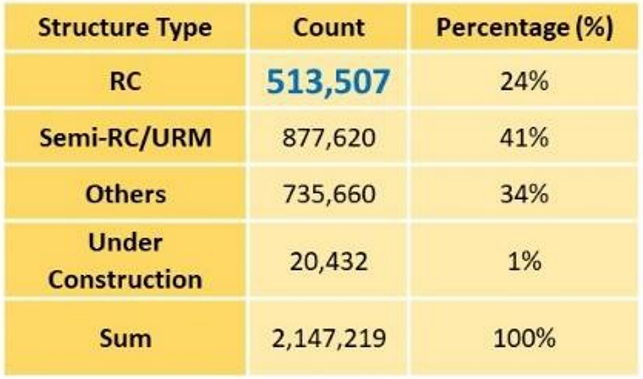 Structure Type Count Percentage (%)
RC 513,507 24%
Semi-RC/URM 877,620 41%
Others 735,660 34%
Under
Construction 20,432 1%
Sum 2,147,219 100%